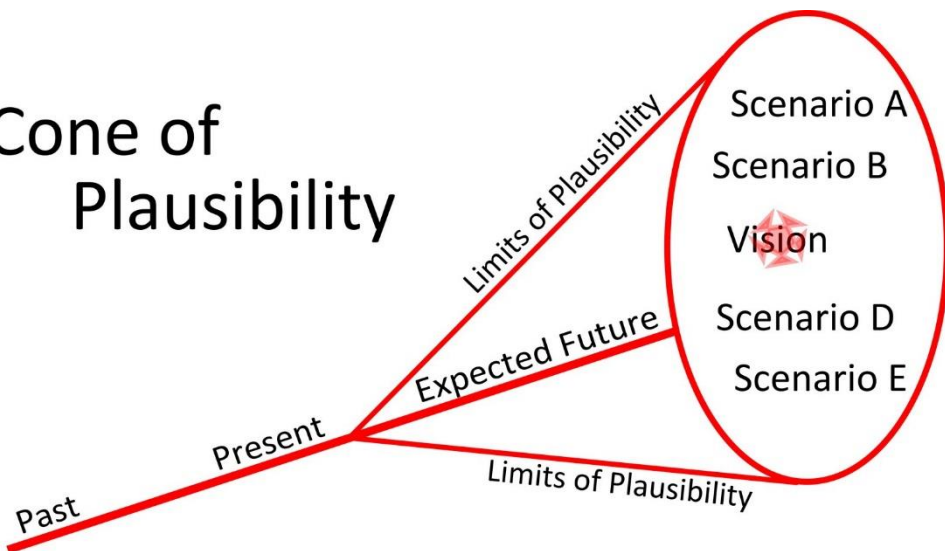 Cone of
Plausibility
Limits of Plausibility
Scenario A
Scenario B
Vision
Scenario D
Scenario E
Expected Future
Present
Past
Limits of Plausibility